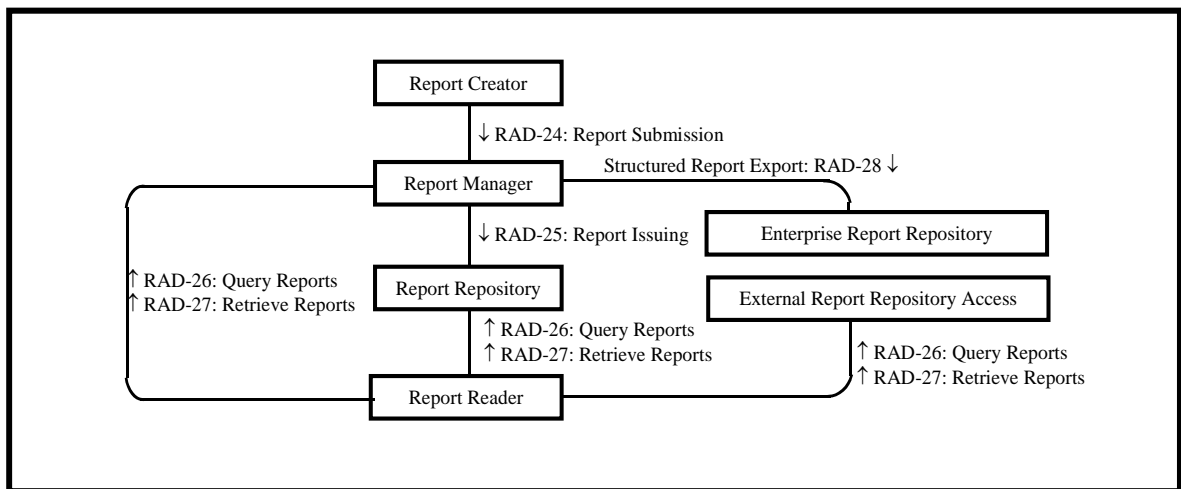 Report Creator
↓ RAD-24: Report Submission
Structured Report Export: RAD-28 ↓
Report Manager
↓ RAD-25: Report Issuing
Enterprise Report Repository
↑ RAD-26: Query Reports
↑ RAD-27: Retrieve Reports
Report Repository
External Report Repository Access
↑ RAD-26: Query Reports
↑ RAD-27: Retrieve Reports
↑ RAD-26: Query Reports
↑ RAD-27: Retrieve Reports
Report Reader